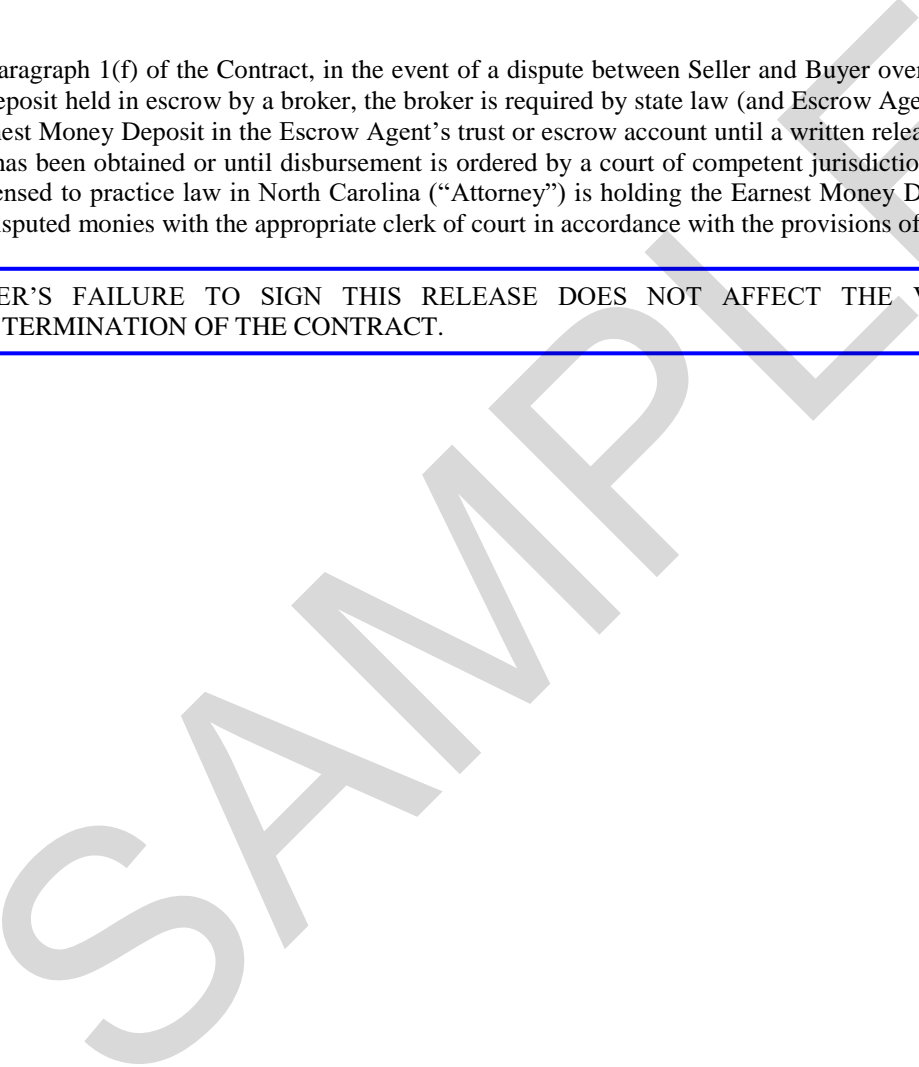 aragraph 1(f) of the Contract, in the event of a dispute between Seller and Buyer over
eposit held in escrow by a broker, the broker is required by state law (and Escrow Age
nest Money Deposit in the Escrow Agent’s trust or escrow account until a written relea
has been obtained or until disbursement is ordered by a court of competent jurisdictio
ensed to practice law in North Carolina (“Attorney”) is holding the Earnest Money D
isputed monies with the appropriate clerk of court in accordance with the provisions of
ER’S FAILURE TO SIGN THIS RELEASE DOES NOT AFFECT THE
TERMINATION OF THE CONTRACT.
SAMPLE